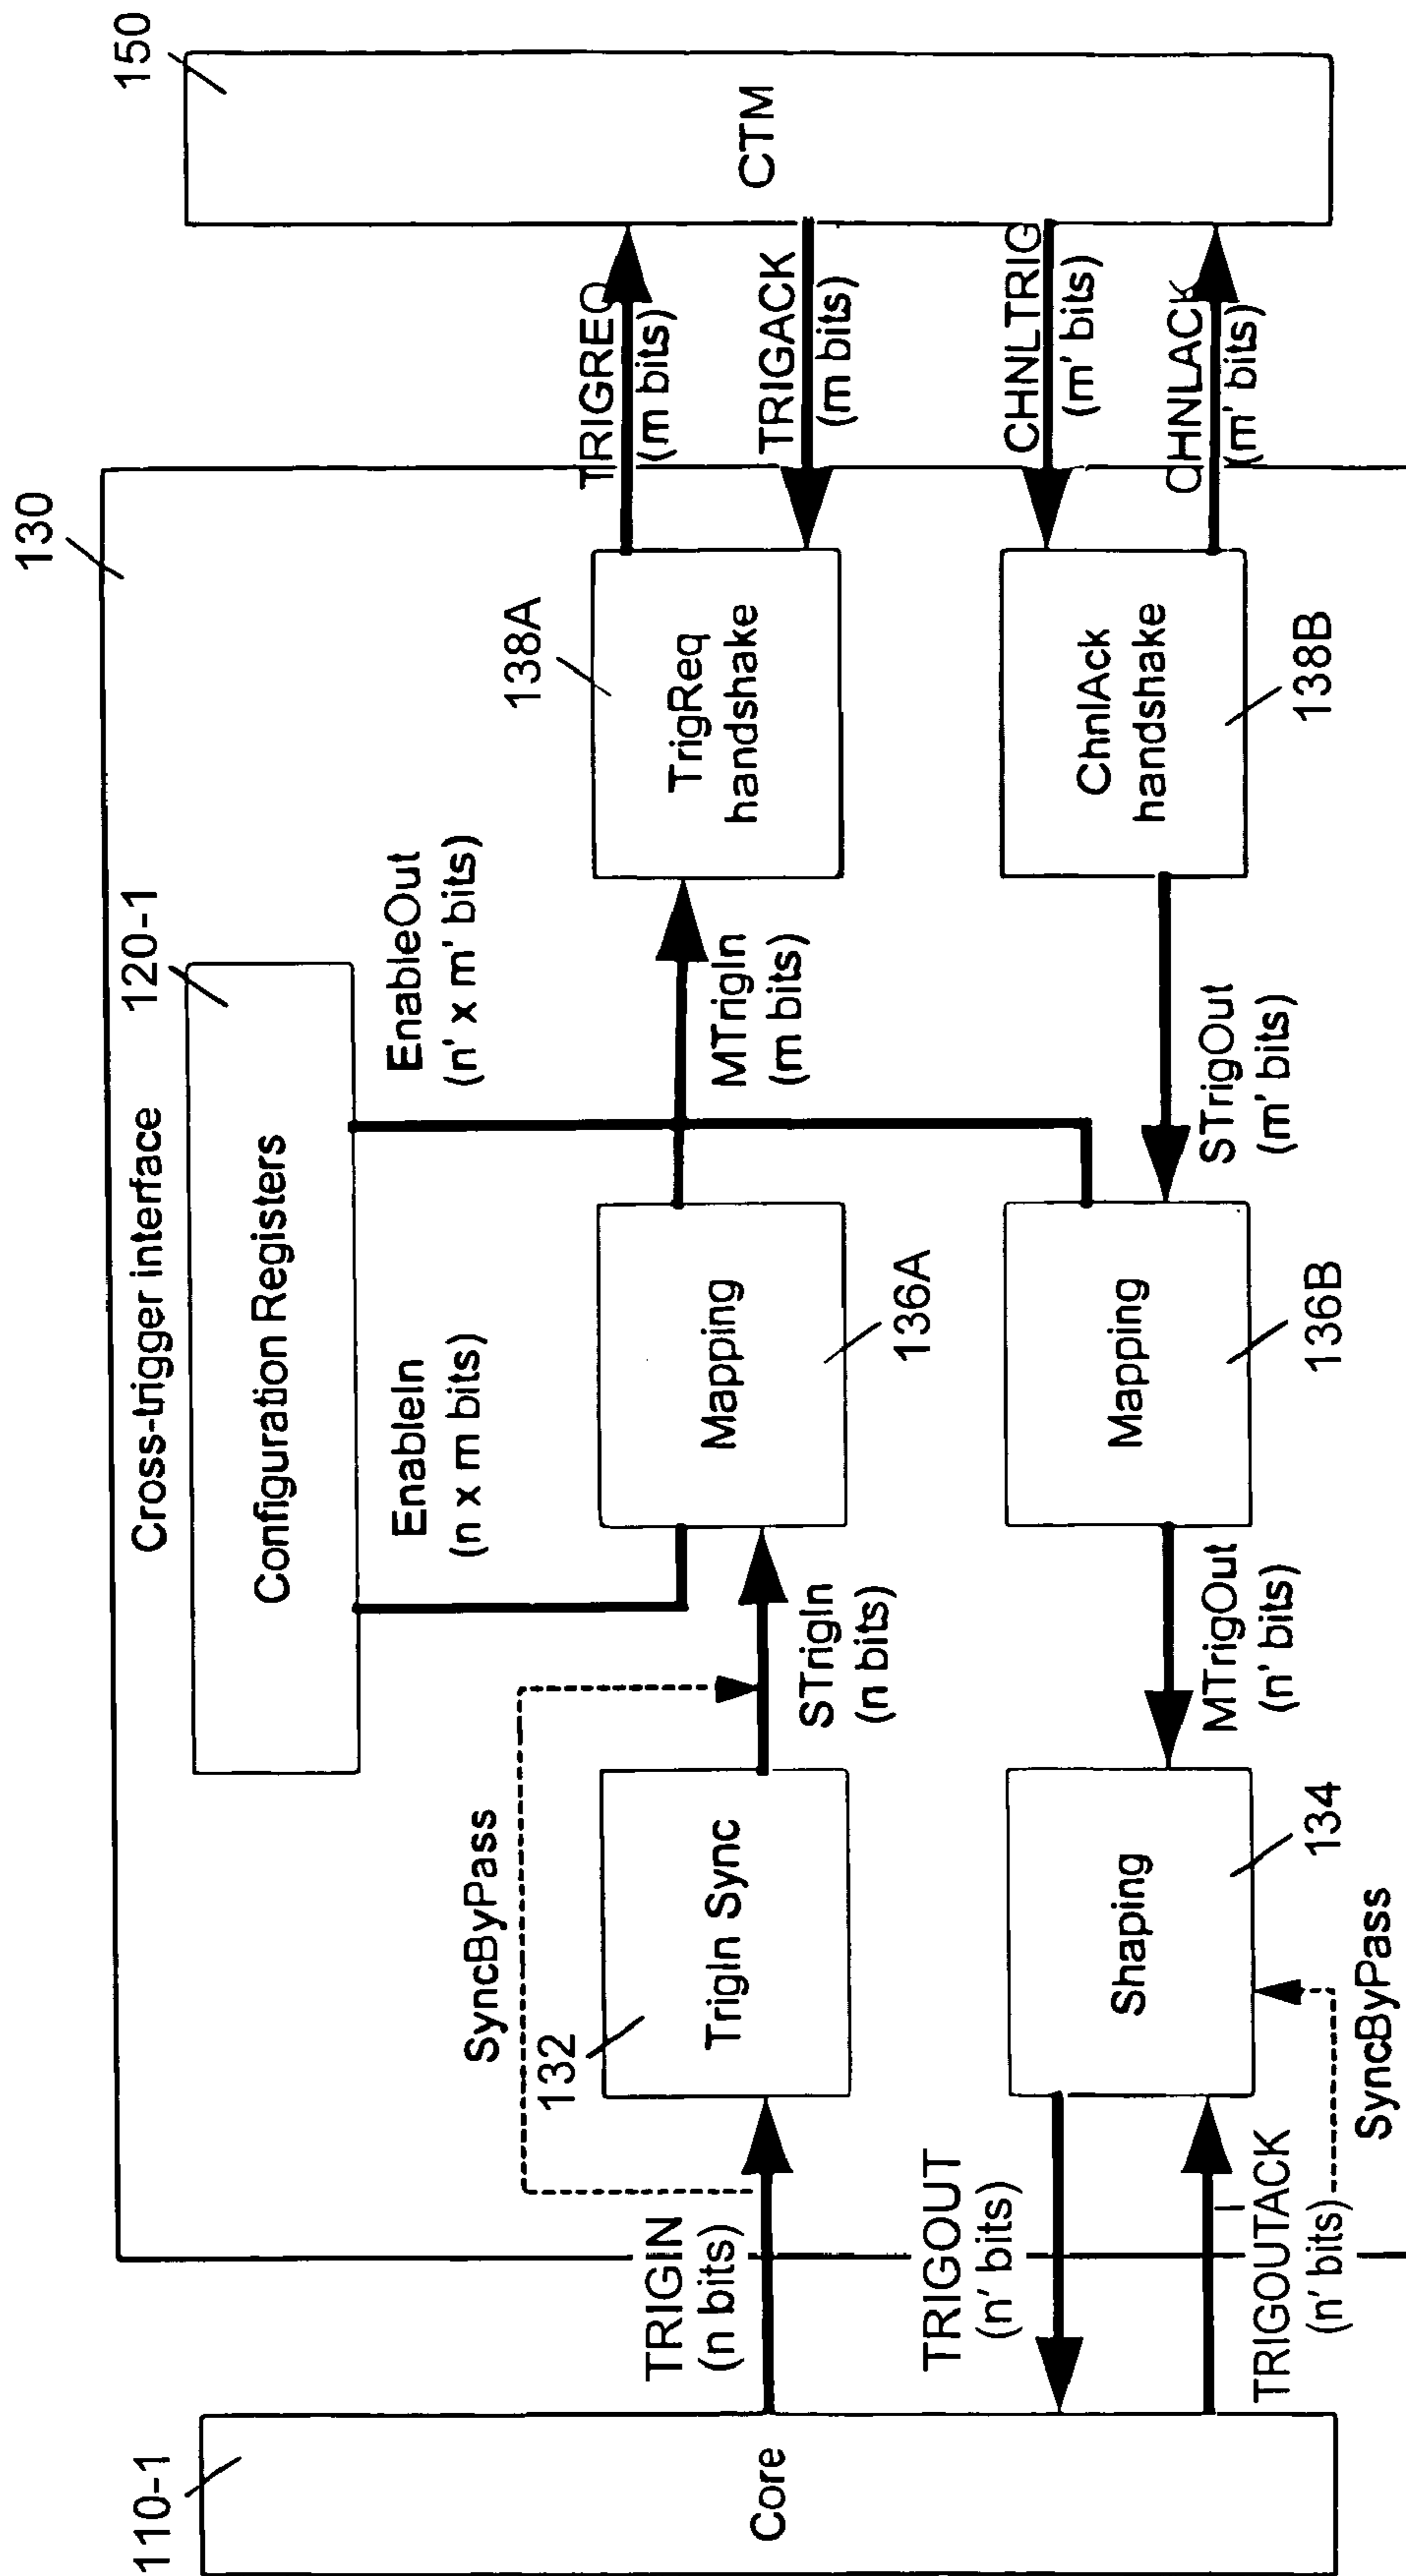 130
Cross-trigger interface
120-1
Configuration Registers
110-1
Core
150
CTM
EnableIn
(n x m bits)
EnableOut
(n' x m' bits)
SyncByPass
132
TrigIn Sync
TRIGIN
(n bits)
STrigIn
(n bits)
Mapping
136A
MTrigIn
(m bits)
138A
TrigReq
handshake
TRIGREQ
(m bits)
TRIGACK
(m bits)
TRIGOUT
(n' bits)
TRIGOUTACK
(n' bits)
SyncByPass
Shaping
134
MTrigOut
(n' bits)
Mapping
136B
STrigOut
(m' bits)
ChnlAck
handshake
138B
CHNLTRIG
(m' bits)
CHNLACK
(m' bits)